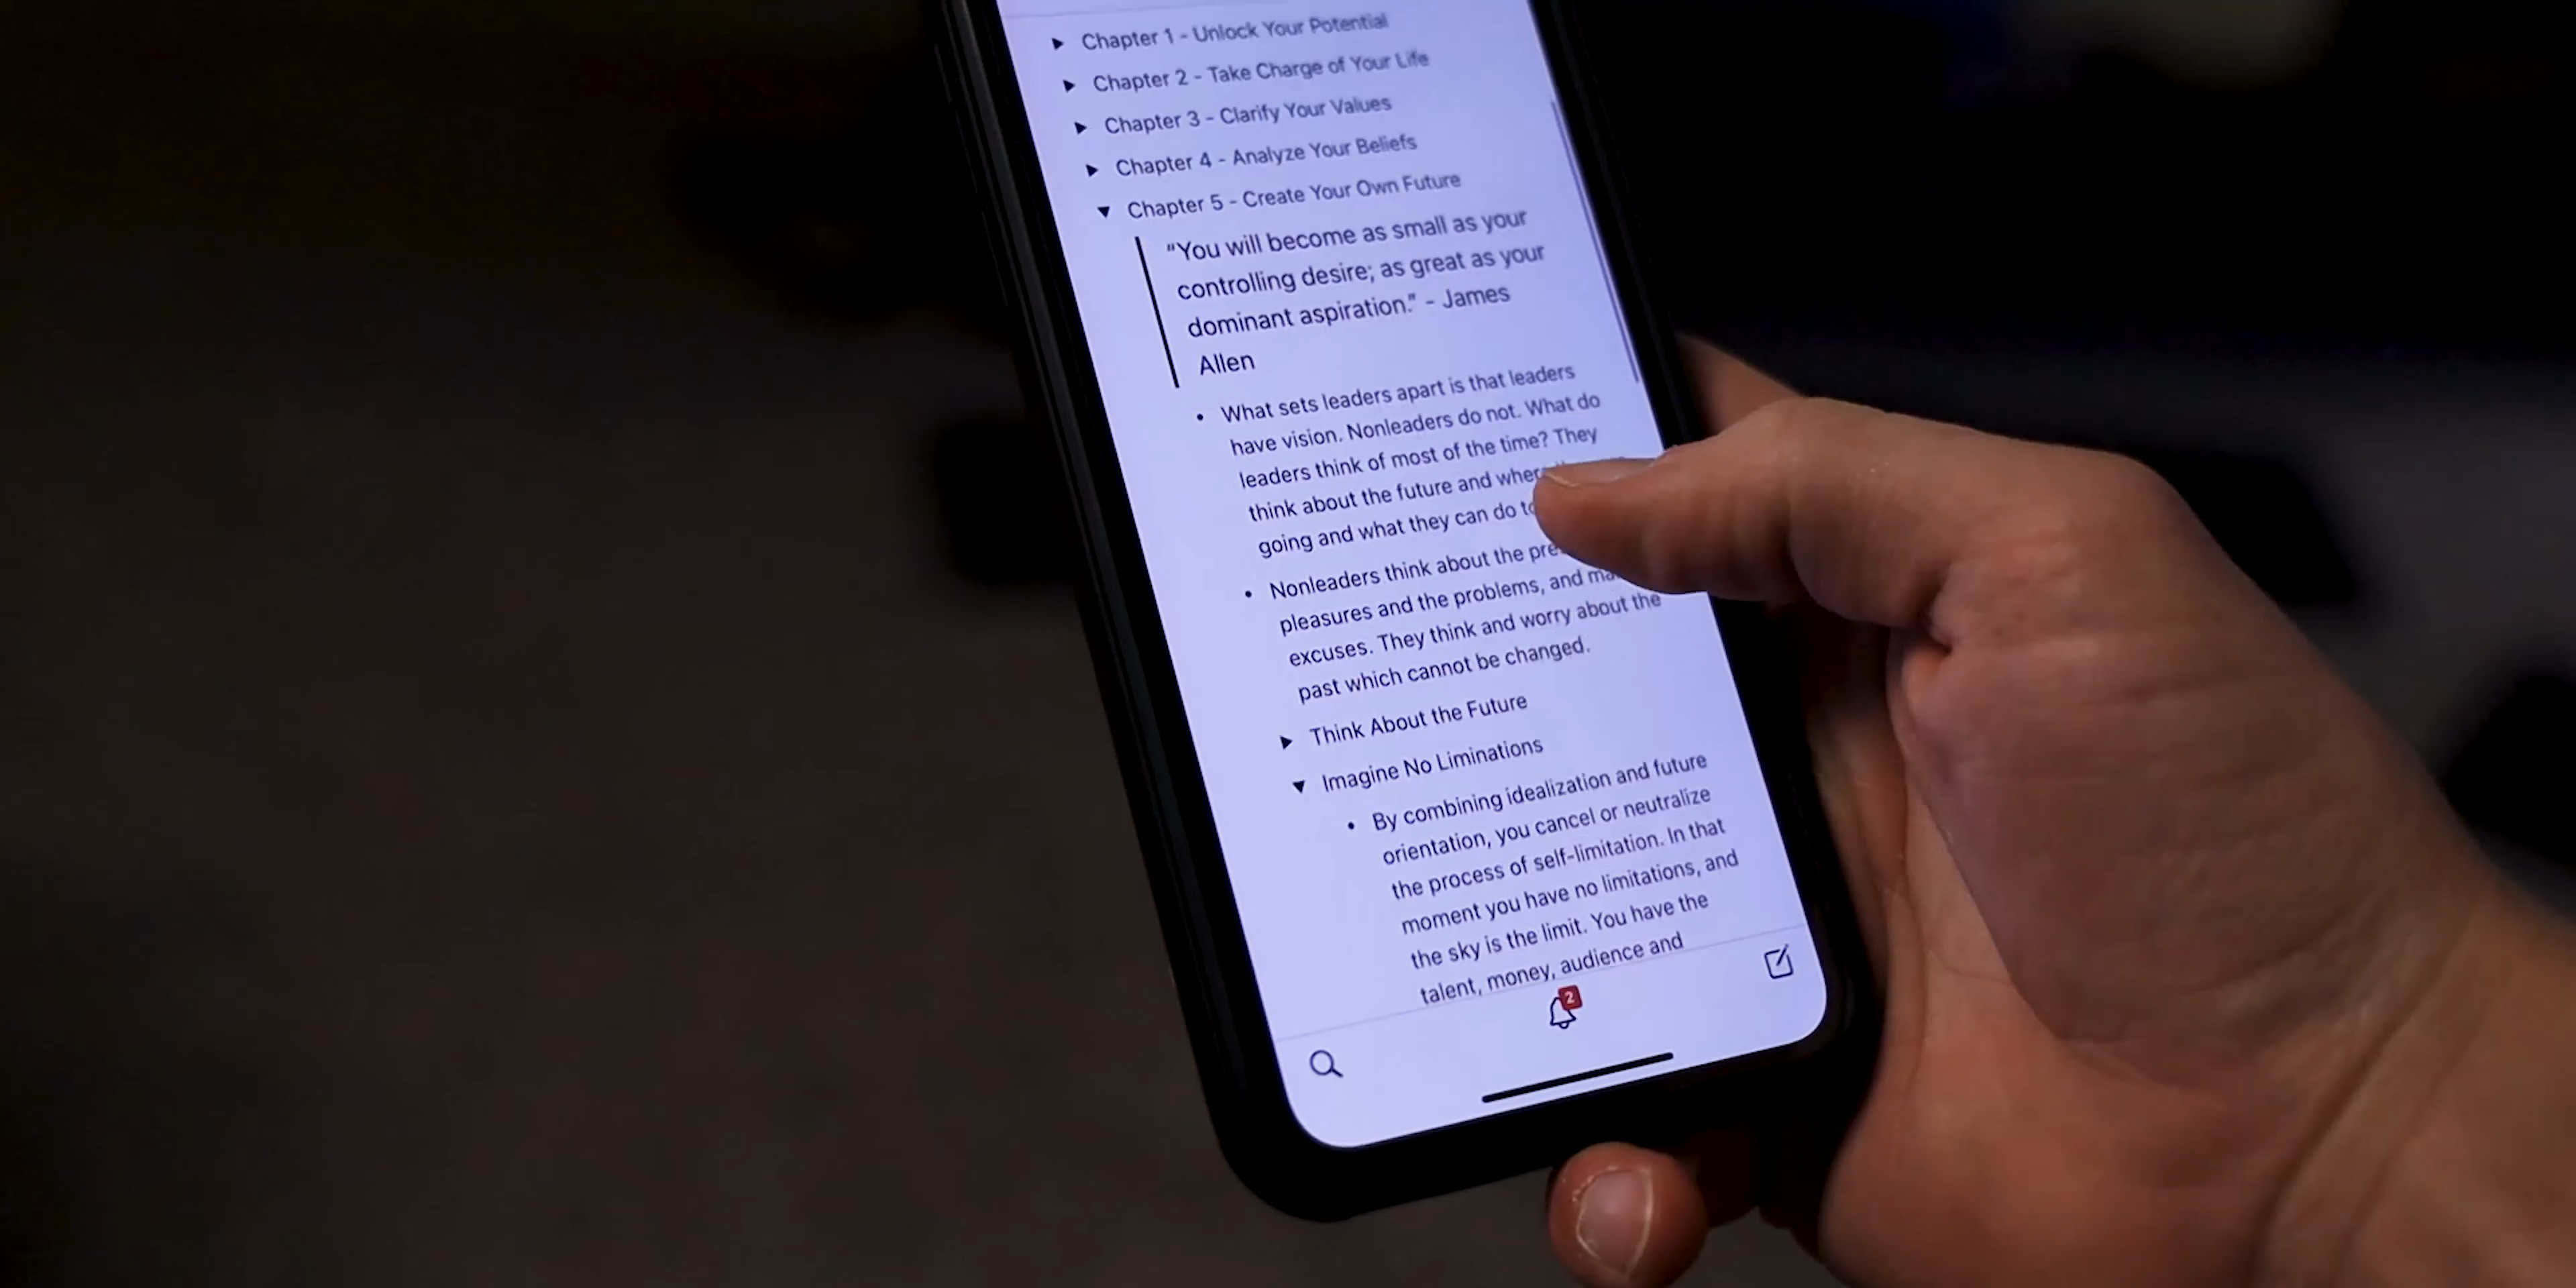 Chapter 1 - Unlock Your Potential
Chapter 2 - Take Charge of Your Life
Chapter 3 - Clarify Your Values
Chapter 4 - Analyze Your Beliefs
Chapter 5 - Create Your Own Future
“You will become as small as your
controlling desire; as great as your
dominant aspiration.” - James
Allen
• What sets leaders apart is that leaders
have vision. Nonleaders do not. What do
leaders think of most of the time? They
think about the future and
going and what they can do
• Nonleaders think about the
pleasures and the problems, and
excuses. They think and worry about the
past which cannot be changed.
Think About the Future
Imagine No Liminations
• By combining idealization and future
orientation, you cancel or neutralize
the process of self-limitation. In that
moment you have no limitations, and
the sky is the limit. You have the
talent, money, audience and
2